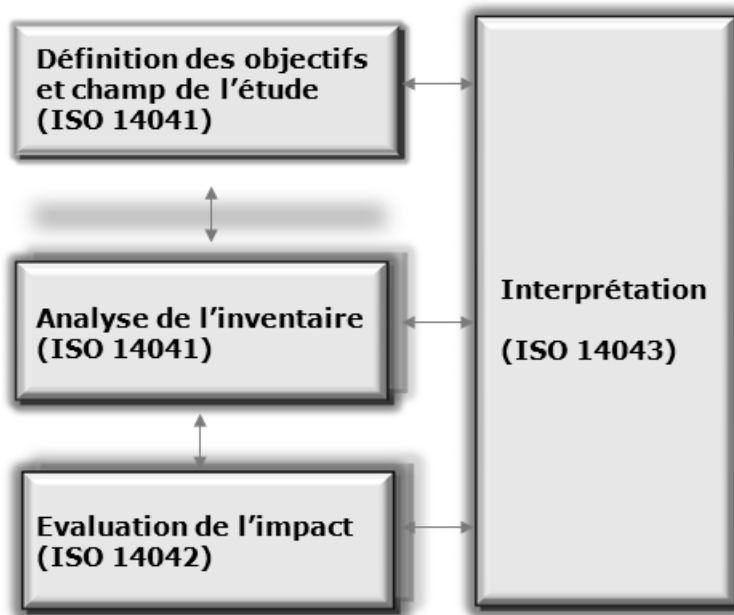 Définition des objectifs
et champ de l’étude
(ISO 14041)
Analyse de l’inventaire
(ISO 14041)
Evaluation de l’impact
(ISO 14042)
Interprétation
(ISO 14043)